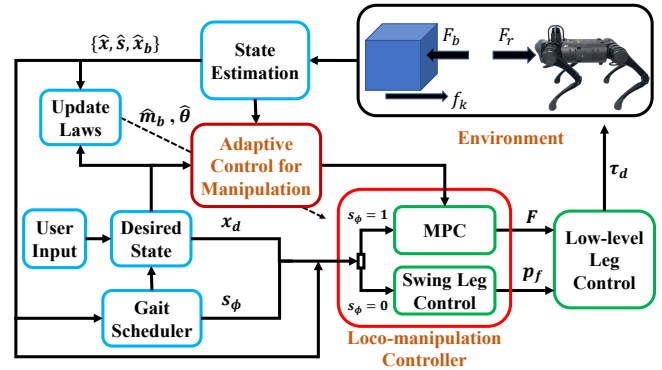 {x̂, ŝ, x̂_b}
State
Estimation
F_b
F_r
f_k
Environment
Update
Laws
m̂_b , θ̂
Adaptive
Control for
Manipulation
τ_d
User
Input
Desired
State
x_d
s_ϕ = 1
MPC
F
Low-level
Leg
Control
Gait
Scheduler
s_ϕ
s_ϕ = 0
Swing Leg
Control
p_f
Loco-manipulation
Controller